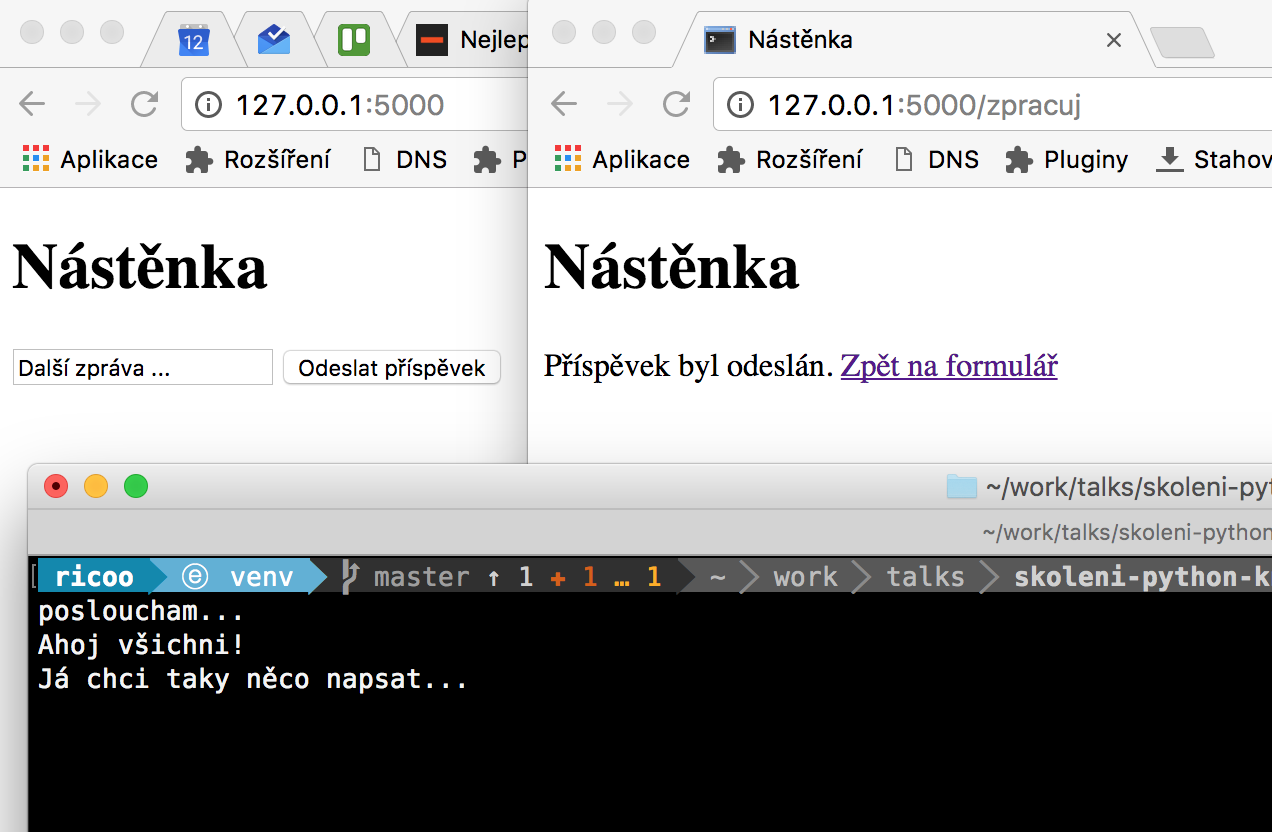 12
Nejlep
127.0.0.1:5000
Aplikace Rozšíření DNS P
Nástěnka
Další zpráva ... Odeslat příspěvek
Nástěnka
127.0.0.1:5000/zpracuj
Aplikace Rozšíření DNS Pluginy Stahov
Nástěnka
Příspěvek byl odeslán. Zpět na formulář
~/work/talks/skoleni-pyt
~/work/talks/skoleni-python
ricoo ⓔ venv master ↑ 1 + 1 … 1 ~ work talks skoleni-python-k
posloucham...
Ahoj všichni!
Já chci taky něco napsat...